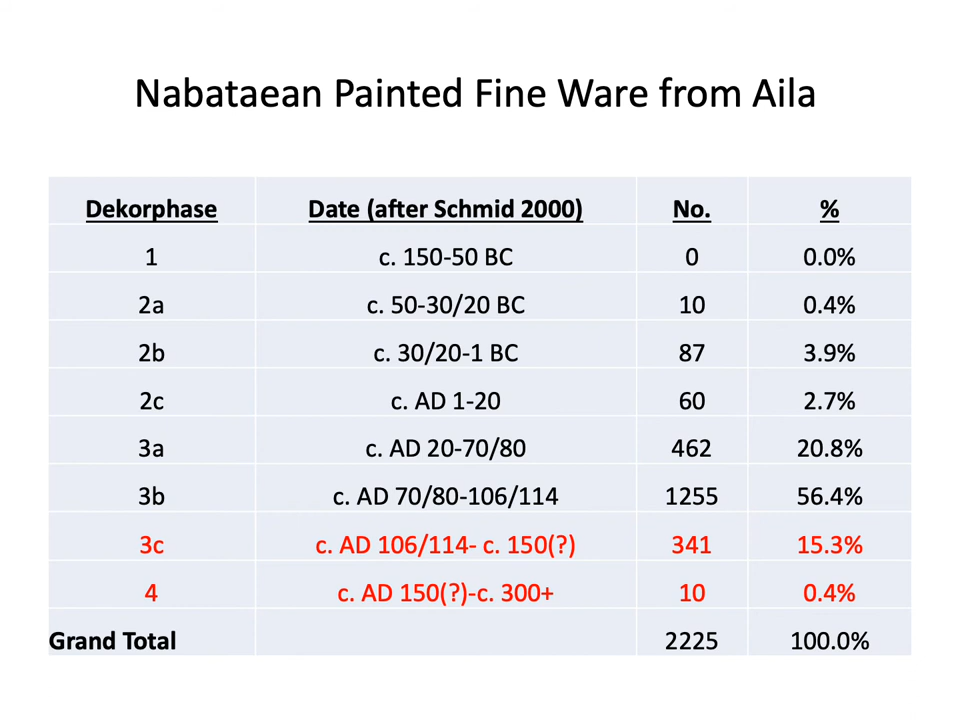 Nabataean Painted Fine Ware from Aila
Dekorphase Date (after Schmid 2000) No. %
1 c. 150-50 BC 0 0.0%
2a c. 50-30/20 BC 10 0.4%
2b c. 30/20-1 BC 87 3.9%
2c c. AD 1-20 60 2.7%
3a c. AD 20-70/80 462 20.8%
3b c. AD 70/80-106/114 1255 56.4%
3c c. AD 106/114- c. 150(?) 341 15.3%
4 c. AD 150(?)-c. 300+ 10 0.4%
Grand Total 2225 100.0%